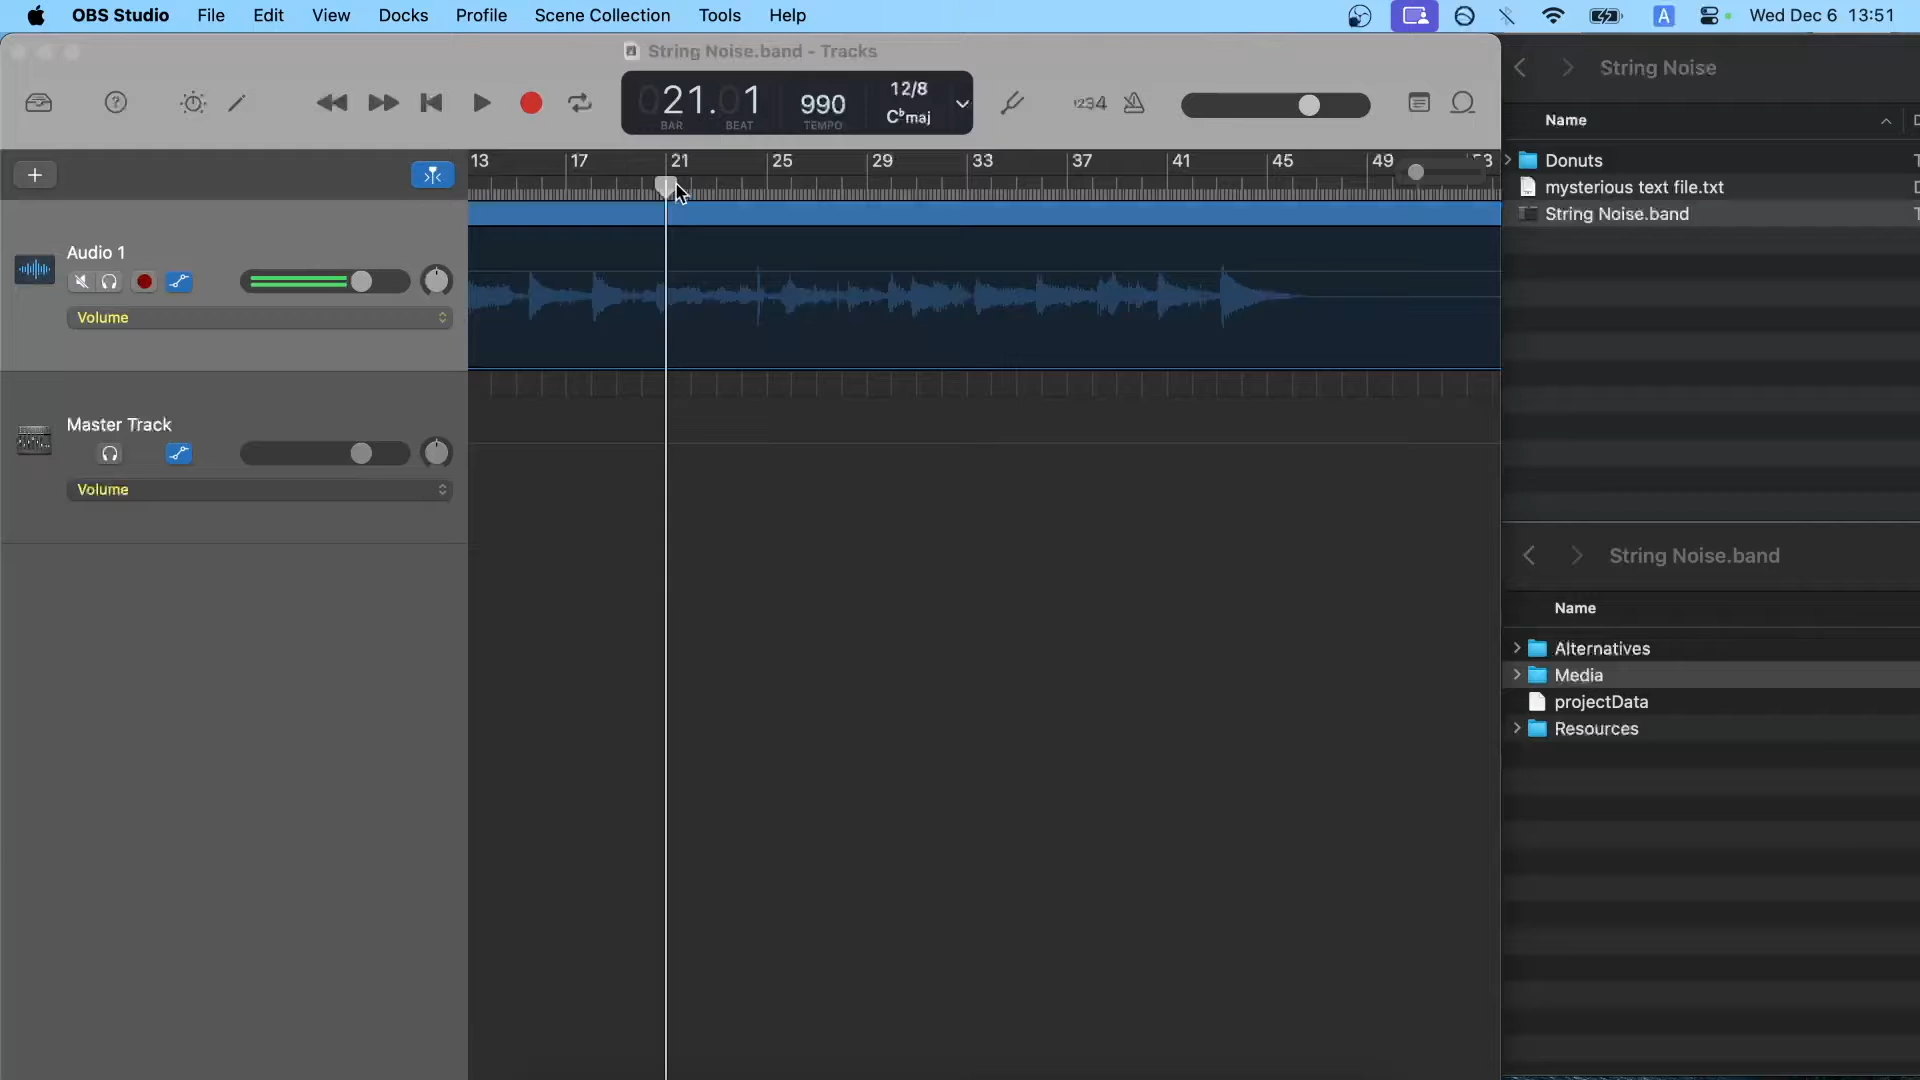 OBS Studio File Edit View Docks Profile Scene Collection Tools Help A Wed Dec 6 13:51
String Noise.band - Tracks
021.01 990 12/8
C♭maj
BAR BEAT TEMPO
1234
13 17 21 25 29 33 37 41 45 49 53
Audio 1
Volume
Master Track
Volume
String Noise
Name
Donuts
mysterious text file.txt
String Noise.band
String Noise.band
Name
Alternatives
Media
projectData
Resources